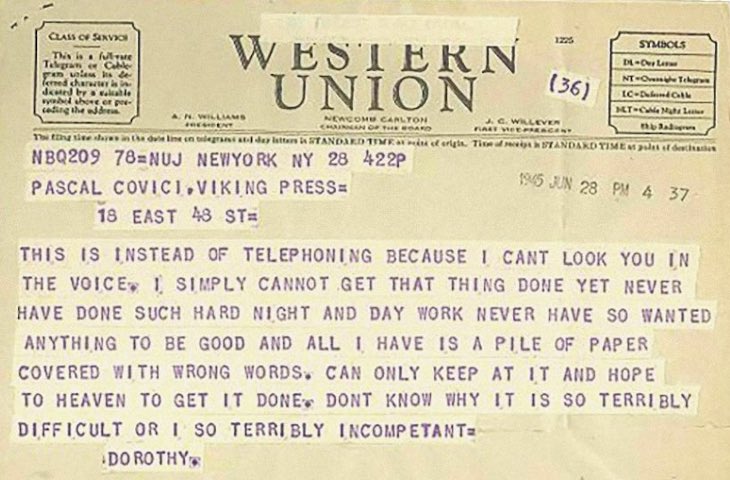 CLASS OF SERVICE
This is a full-rate
Telegram or Cable-
gram unless its de-
ferred character is in-
dicated by a suitable
symbol above or pre-
ceding the address.
WESTERN
UNION
1225
(36)
SYMBOLS
DL=Day Letter
NT=Overnight Telegram
LC=Deferred Cable
NLT=Cable Night Letter
Ship Radiogram
A. N. WILLIAMS
PRESIDENT
NEWCOMB CARLTON
CHAIRMAN OF THE BOARD
J. C. WILLEVER
FIRST VICE-PRESIDENT
The filing time shown in the date line on telegrams and day letters is STANDARD TIME at point of origin. Time of receipt is STANDARD TIME at point of destination
NBQ209 78=NUJ NEWYORK NY 28 422P
PASCAL COVICI, VIKING PRESS=
18 EAST 48 ST=
1945 JUN 28 PM 4 37
THIS IS INSTEAD OF TELEPHONING BECAUSE I CANT LOOK YOU IN
THE VOICE. I SIMPLY CANNOT GET THAT THING DONE YET NEVER
HAVE DONE SUCH HARD NIGHT AND DAY WORK NEVER HAVE SO WANTED
ANYTHING TO BE GOOD AND ALL I HAVE IS A PILE OF PAPER
COVERED WITH WRONG WORDS. CAN ONLY KEEP AT IT AND HOPE
TO HEAVEN TO GET IT DONE. DONT KNOW WHY IT IS SO TERRIBLY
DIFFICULT OR I SO TERRIBLY INCOMPETANT=
DOROTHY.